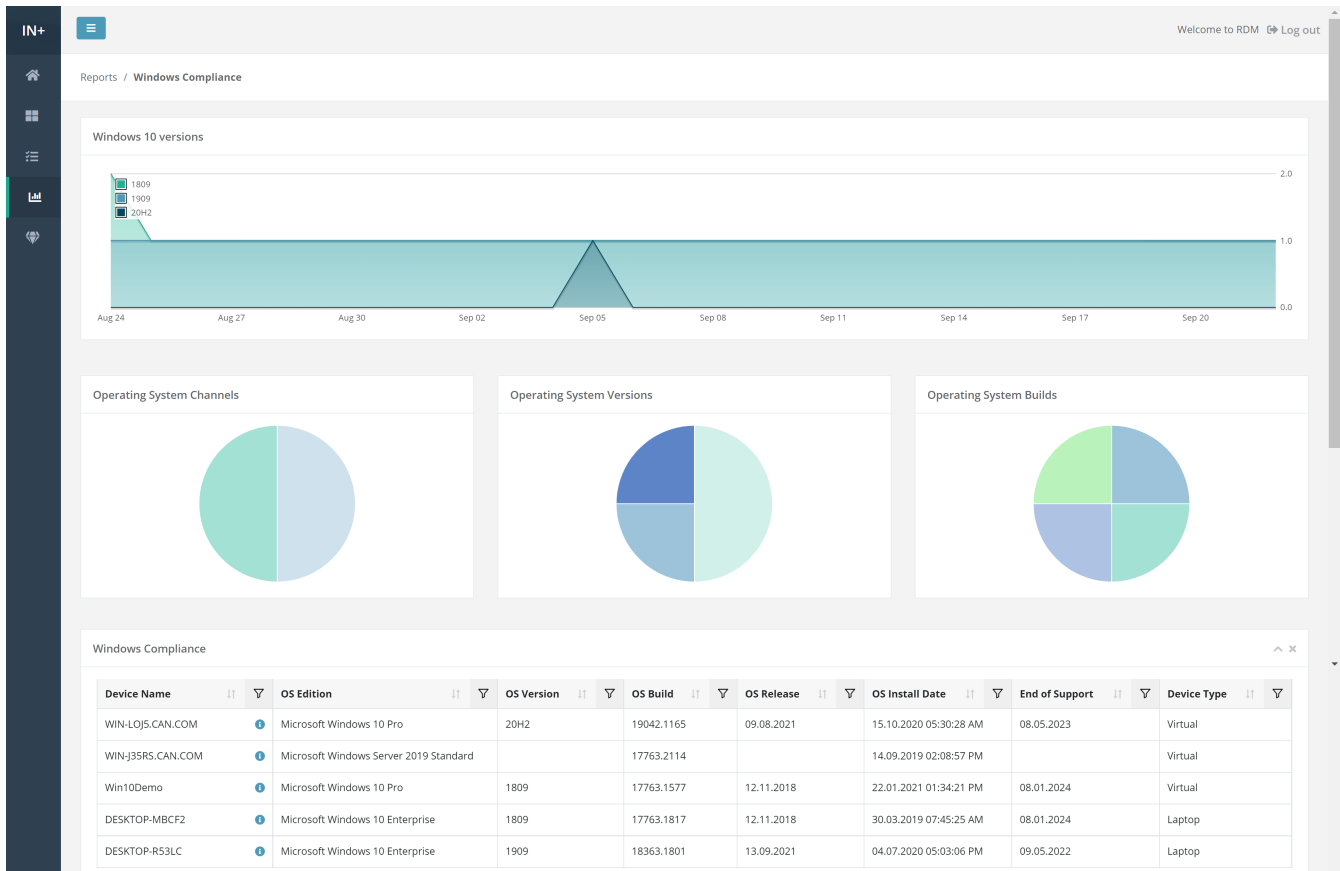 IN+
Welcome to RDM Log out
Reports / Windows Compliance
Windows 10 versions
2.0
1809
1909
20H2
1.0
0.0
Aug 24 Aug 27 Aug 30 Sep 02 Sep 05 Sep 08 Sep 11 Sep 14 Sep 17 Sep 20
Operating System Channels Operating System Versions Operating System Builds
Windows Compliance
Device Name OS Edition OS Version OS Build OS Release OS Install Date End of Support Device Type
WIN-LOJ5.CAN.COM Microsoft Windows 10 Pro 20H2 19042.1165 09.08.2021 15.10.2020 05:30:28 AM 08.05.2023 Virtual
WIN-J35RS.CAN.COM Microsoft Windows Server 2019 Standard 17763.2114 14.09.2019 02:08:57 PM Virtual
Win10Demo Microsoft Windows 10 Pro 1809 17763.1577 12.11.2018 22.01.2021 01:34:21 PM 08.01.2024 Virtual
DESKTOP-MBCF2 Microsoft Windows 10 Enterprise 1809 17763.1817 12.11.2018 30.03.2019 07:45:25 AM 08.01.2024 Laptop
DESKTOP-R53LC Microsoft Windows 10 Enterprise 1909 18363.1801 13.09.2021 04.07.2020 05:03:06 PM 09.05.2022 Laptop